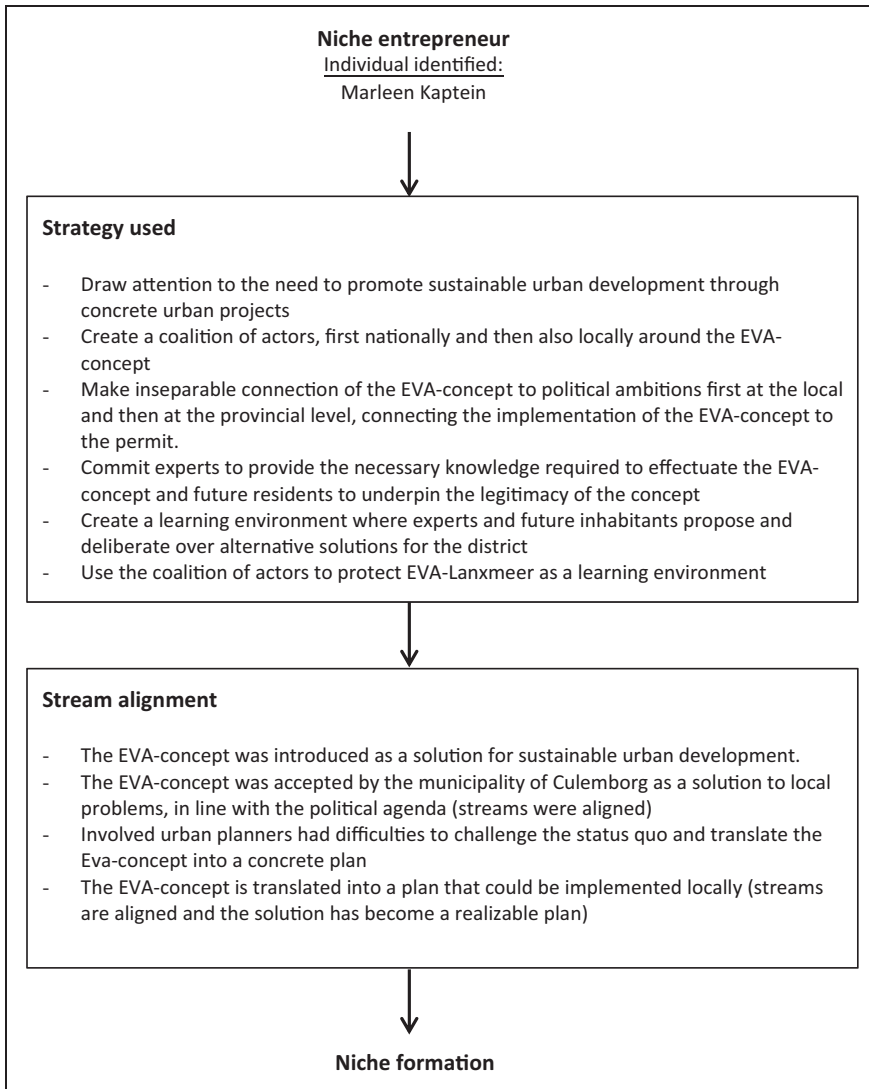 Niche entrepreneur
Individual identified:
Marleen Kaptein
Strategy used
- Draw attention to the need to promote sustainable urban development through
concrete urban projects
- Create a coalition of actors, first nationally and then also locally around the EVA-
concept
- Make inseparable connection of the EVA-concept to political ambitions first at the local
and then at the provincial level, connecting the implementation of the EVA-concept to
the permit.
- Commit experts to provide the necessary knowledge required to effectuate the EVA-
concept and future residents to underpin the legitimacy of the concept
- Create a learning environment where experts and future inhabitants propose and
deliberate over alternative solutions for the district
- Use the coalition of actors to protect EVA-Lanxmeer as a learning environment
Stream alignment
- The EVA-concept was introduced as a solution for sustainable urban development.
- The EVA-concept was accepted by the municipality of Culemborg as a solution to local
problems, in line with the political agenda (streams were aligned)
- Involved urban planners had difficulties to challenge the status quo and translate the
Eva-concept into a concrete plan
- The EVA-concept is translated into a plan that could be implemented locally (streams
are aligned and the solution has become a realizable plan)
Niche formation